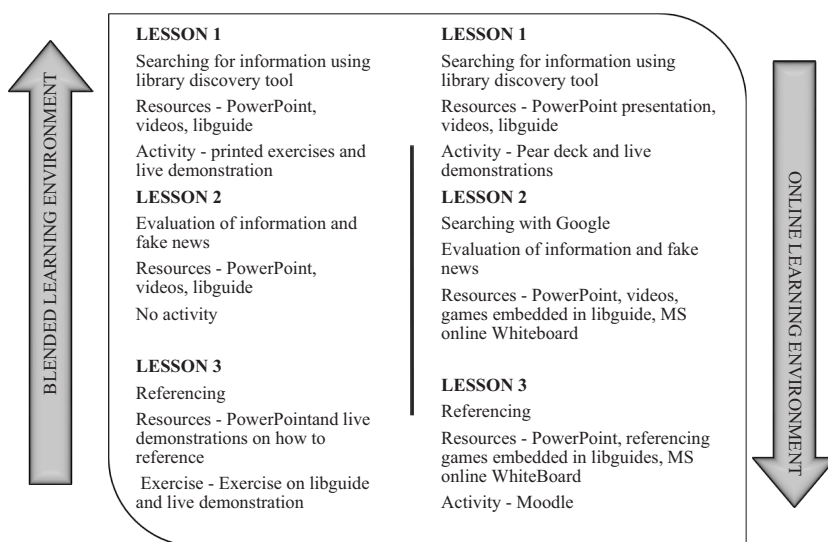 BLENDED LEARNING ENVIRONMENT
LESSON 1
Searching for information using
library discovery tool
Resources - PowerPoint,
videos, libguide
Activity - printed exercises and
live demonstration
LESSON 2
Evaluation of information and
fake news
Resources - PowerPoint,
videos, libguide
No activity
LESSON 3
Referencing
Resources - PowerPointand live
demonstrations on how to
reference
Exercise - Exercise on libguide
and live demonstration
LESSON 1
Searching for information using
library discovery tool
Resources - PowerPoint presentation,
videos, libguide
Activity - Pear deck and live
demonstrations
LESSON 2
Searching with Google
Evaluation of information and fake
news
Resources - PowerPoint, videos,
games embedded in libguide, MS
online Whiteboard
LESSON 3
Referencing
Resources - PowerPoint, referencing
games embedded in libguides, MS
online WhiteBoard
Activity - Moodle
ONLINE LEARNING ENVIRONMENT